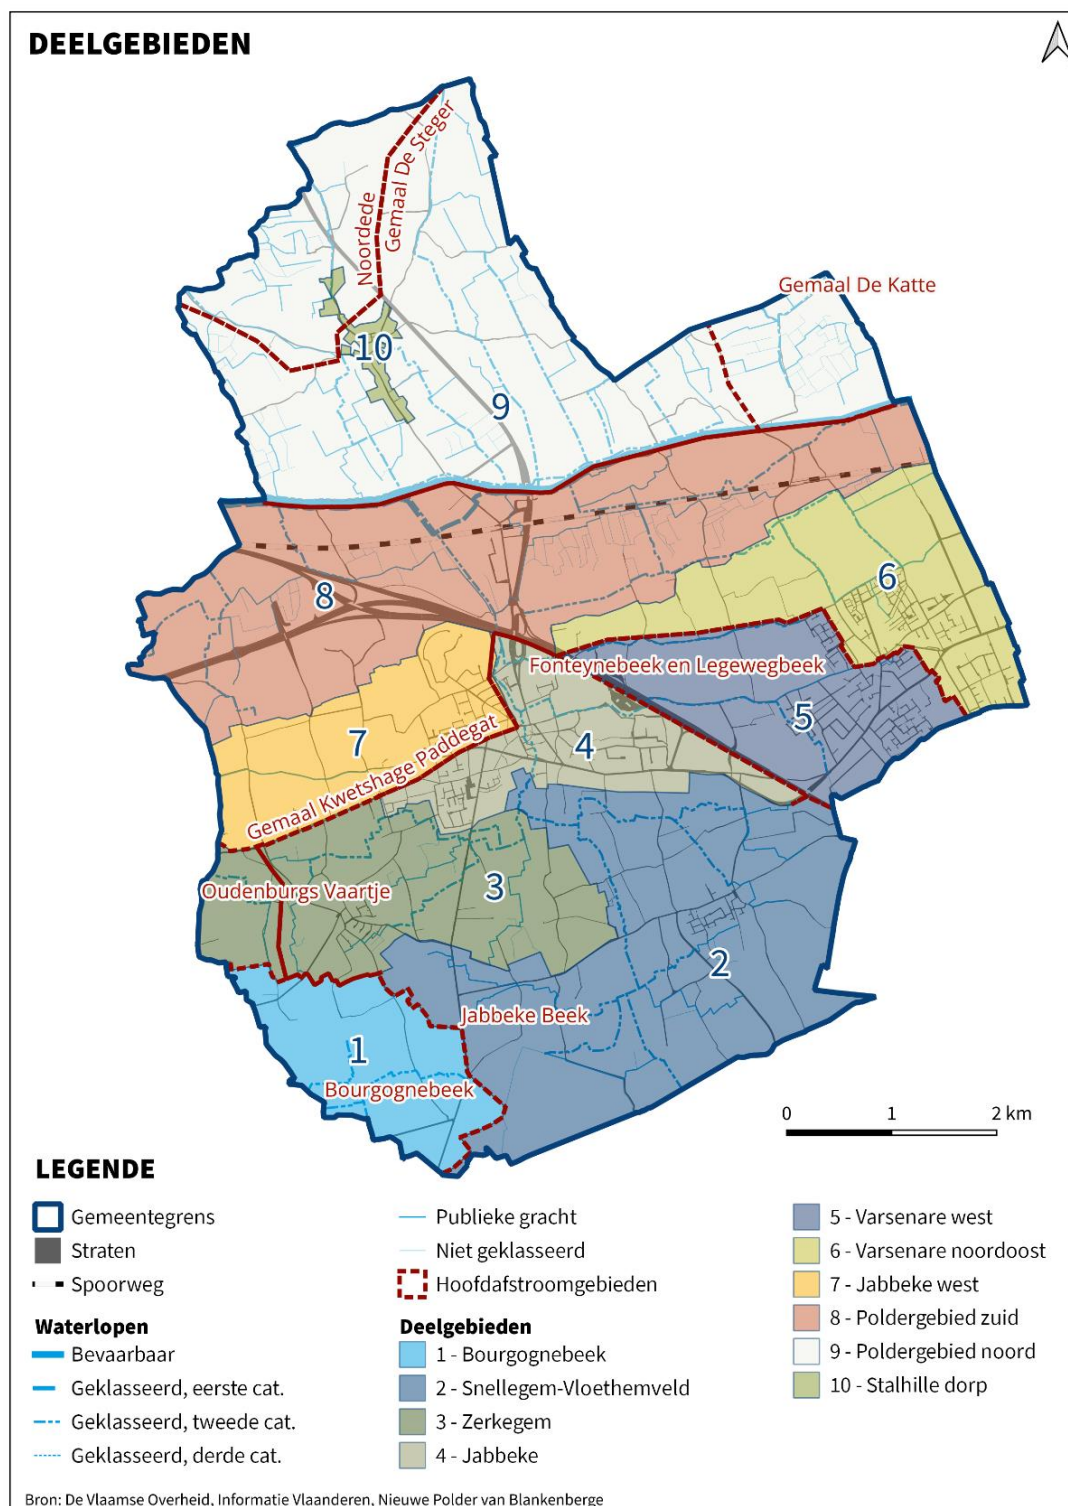 DEELGEBIEDEN
Noordede
Gemaal De Steger
Gemaal De Katte
10
9
8
6
Fonteynebeek en Legewegbeek
5
4
7
Gemaal Kwetshage Paddegat
Oudenburgs Vaartje
3
2
Jabbeke Beek
1
Bourgognebeek
0 1 2 km
LEGENDE
Gemeentegrens
Straten
Spoorweg
Waterlopen
Bevaarbaar
Geklasseerd, eerste cat.
Geklasseerd, tweede cat.
Geklasseerd, derde cat.
Publieke gracht
Niet geklasseerd
Hoofdafstroomgebieden
Deelgebieden
1 - Bourgognebeek
2 - Snellegem-Vloethemveld
3 - Zerkegem
4 - Jabbeke
5 - Varsenare west
6 - Varsenare noordoost
7 - Jabbeke west
8 - Poldergebied zuid
9 - Poldergebied noord
10 - Stalhille dorp
Bron: De Vlaamse Overheid, Informatie Vlaanderen, Nieuwe Polder van Blankenberge